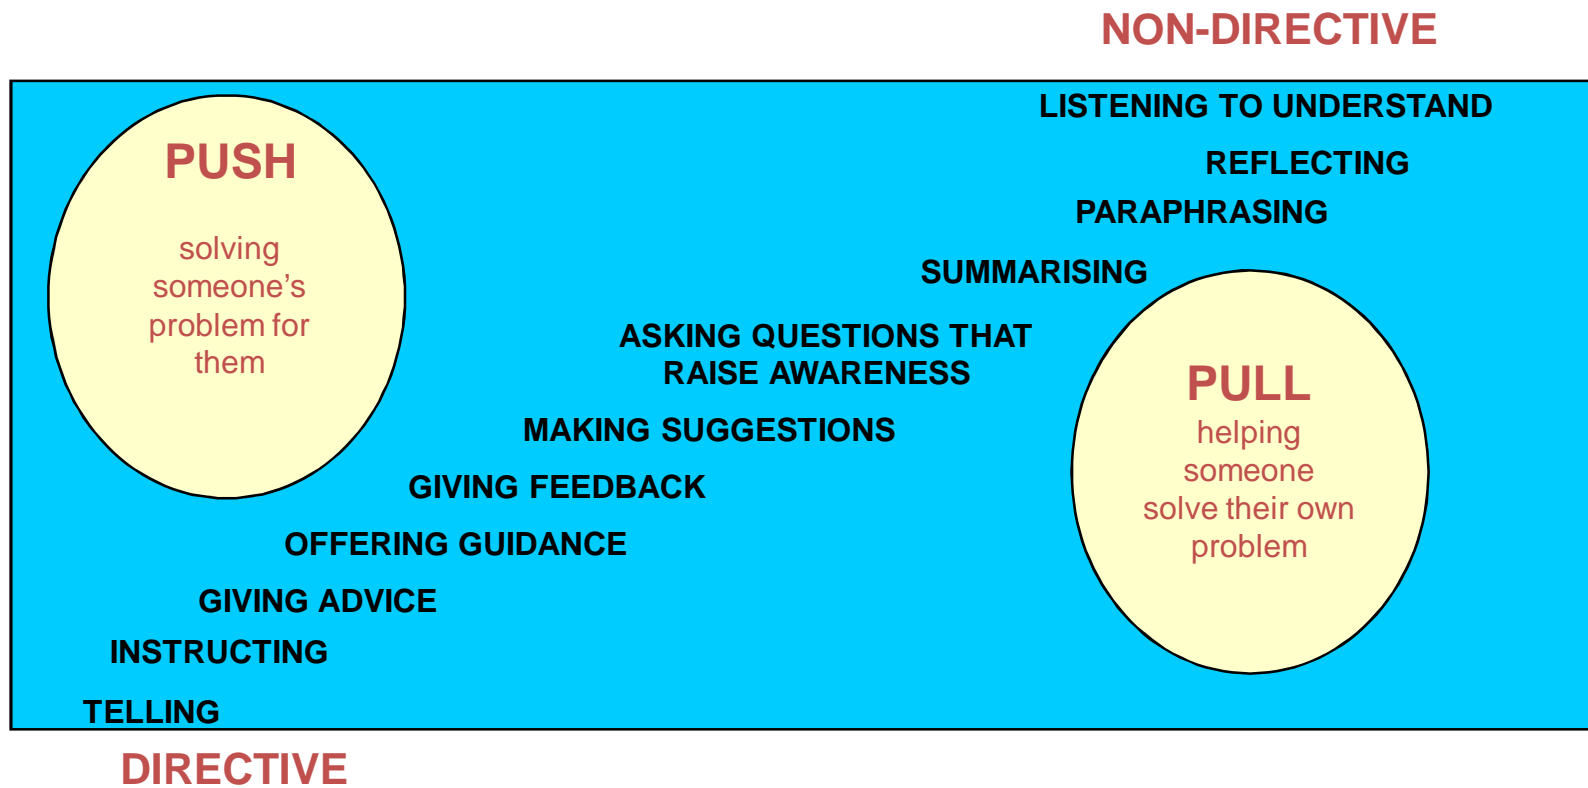 NON-DIRECTIVE
LISTENING TO UNDERSTAND
REFLECTING
PARAPHRASING
SUMMARISING
ASKING QUESTIONS THAT
RAISE AWARENESS
MAKING SUGGESTIONS
GIVING FEEDBACK
OFFERING GUIDANCE
GIVING ADVICE
INSTRUCTING
TELLING
DIRECTIVE
PUSH
solving
someone’s
problem for
them
PULL
helping
someone
solve their own
problem